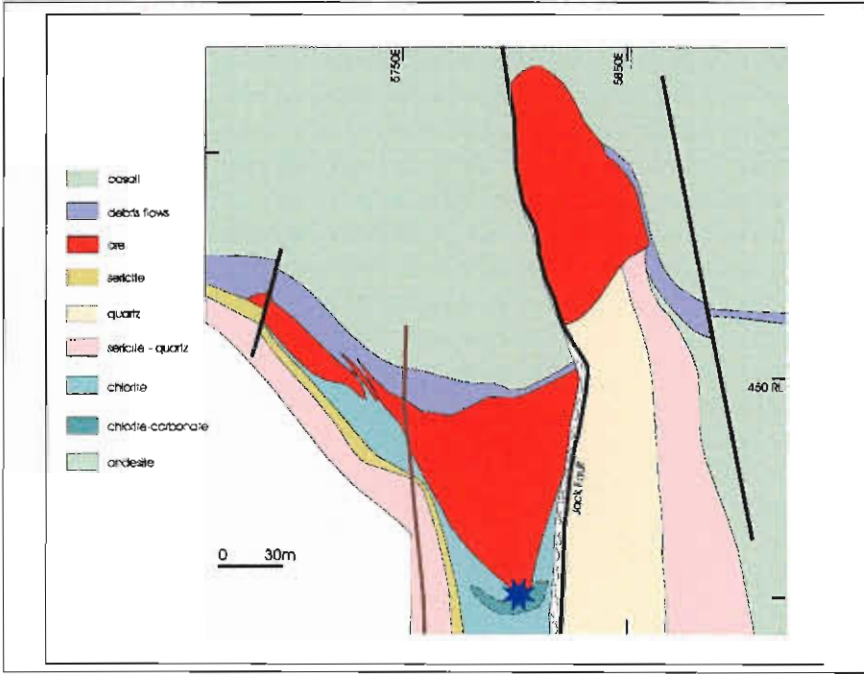 5750E
5850E
basalt
debris flows
ore
sericite
quartz
sericite - quartz
chlorite
chlorite-carbonate
andesite
450 RL
Jack Fault
0 30m